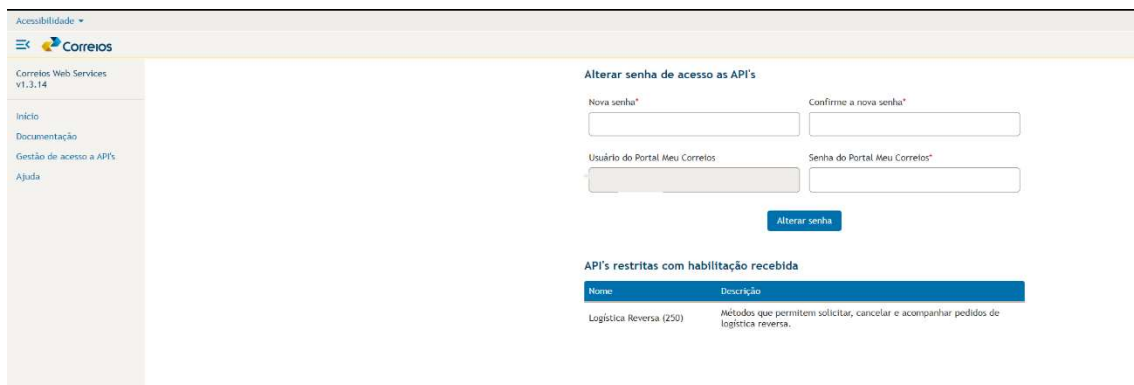 Acessibilidade
Correios
Correios Web Services
v1.3.14
Início
Documentação
Gestão de acesso a API's
Ajuda
Alterar senha de acesso as API's
Nova senha*
Confirme a nova senha*
Usuário do Portal Meu Correios
Senha do Portal Meu Correios*
Alterar senha
API's restritas com habilitação recebida
Nome
Descrição
Logística Reversa (250)
Métodos que permitem solicitar, cancelar e acompanhar pedidos de
logística reversa.